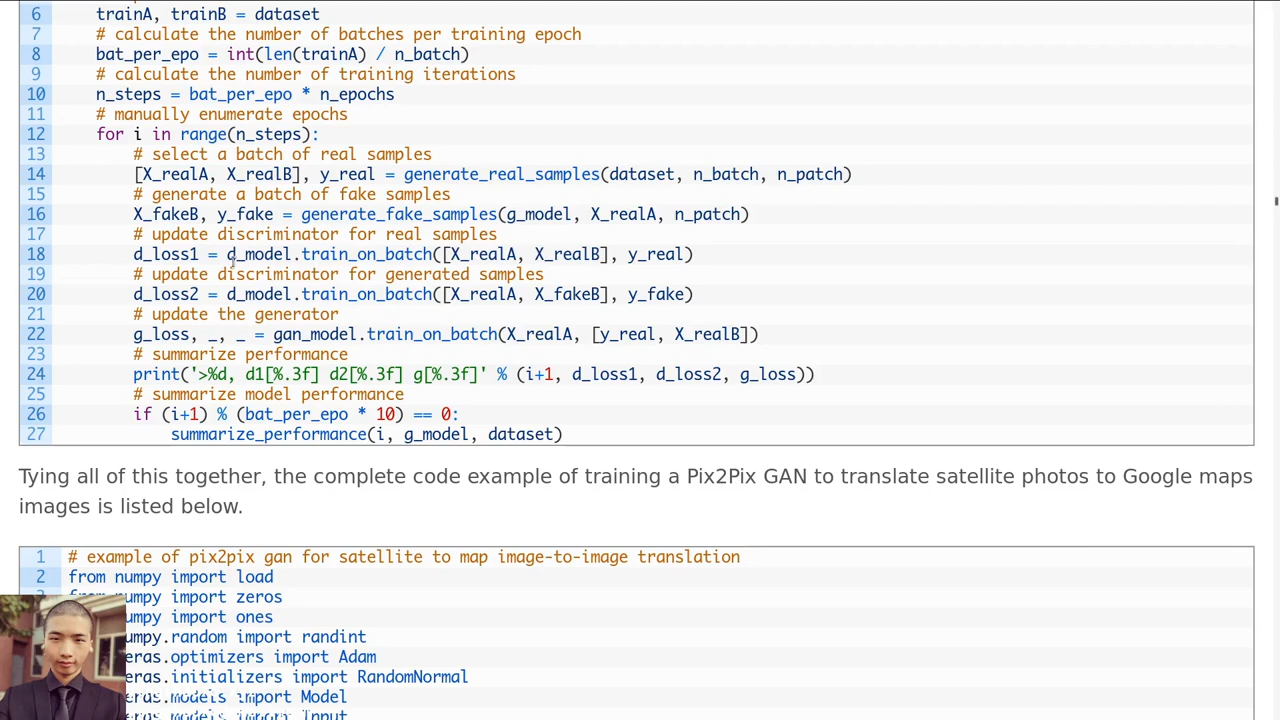 6 trainA, trainB = dataset
7 # calculate the number of batches per training epoch
8 bat_per_epo = int(len(trainA) / n_batch)
9 # calculate the number of training iterations
10 n_steps = bat_per_epo * n_epochs
11 # manually enumerate epochs
12 for i in range(n_steps):
13 # select a batch of real samples
14 [X_realA, X_realB], y_real = generate_real_samples(dataset, n_batch, n_patch)
15 # generate a batch of fake samples
16 X_fakeB, y_fake = generate_fake_samples(g_model, X_realA, n_patch)
17 # update discriminator for real samples
18 d_loss1 = d_model.train_on_batch([X_realA, X_realB], y_real)
19 # update discriminator for generated samples
20 d_loss2 = d_model.train_on_batch([X_realA, X_fakeB], y_fake)
21 # update the generator
22 g_loss, _, _ = gan_model.train_on_batch(X_realA, [y_real, X_realB])
23 # summarize performance
24 print('>%d, d1[%.3f] d2[%.3f] g[%.3f]' % (i+1, d_loss1, d_loss2, g_loss))
25 # summarize model performance
26 if (i+1) % (bat_per_epo * 10) == 0:
27 summarize_performance(i, g_model, dataset)
Tying all of this together, the complete code example of training a Pix2Pix GAN to translate satellite photos to Google maps
images is listed below.
1 # example of pix2pix gan for satellite to map image-to-image translation
2 from numpy import load
from numpy import zeros
umpy import ones
umpy.random import randint
eras.optimizers import Adam
eras.initializers import RandomNormal
eras.models import Model
eras.models import Input